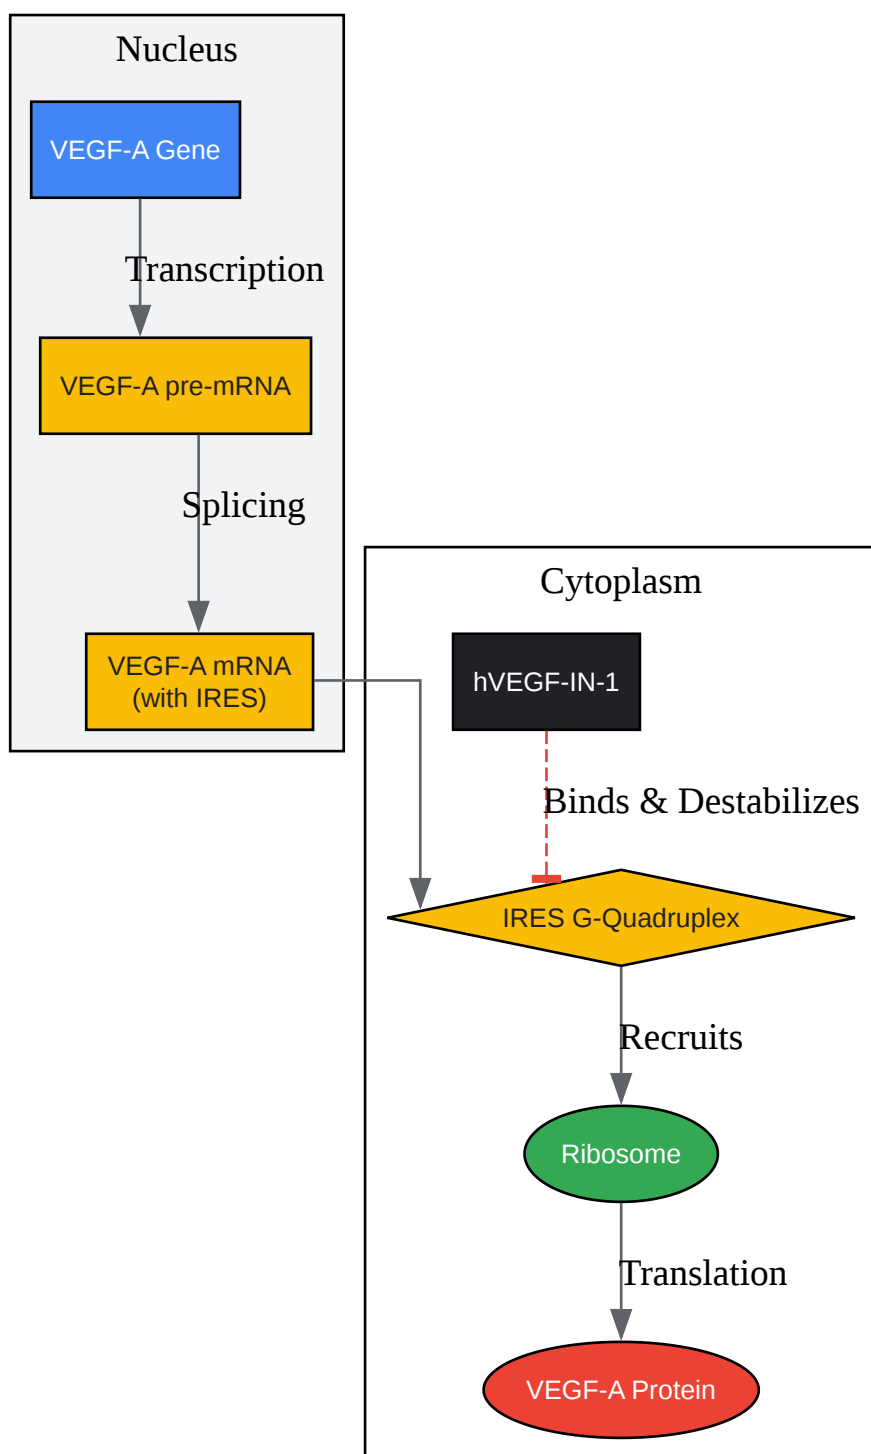 Nucleus
VEGF-A Gene
Transcription
VEGF-A pre-mRNA
Splicing
VEGF-A mRNA
(with IRES)
Cytoplasm
hVEGF-IN-1
Binds & Destabilizes
IRES G-Quadruplex
Recruits
Ribosome
Translation
VEGF-A Protein